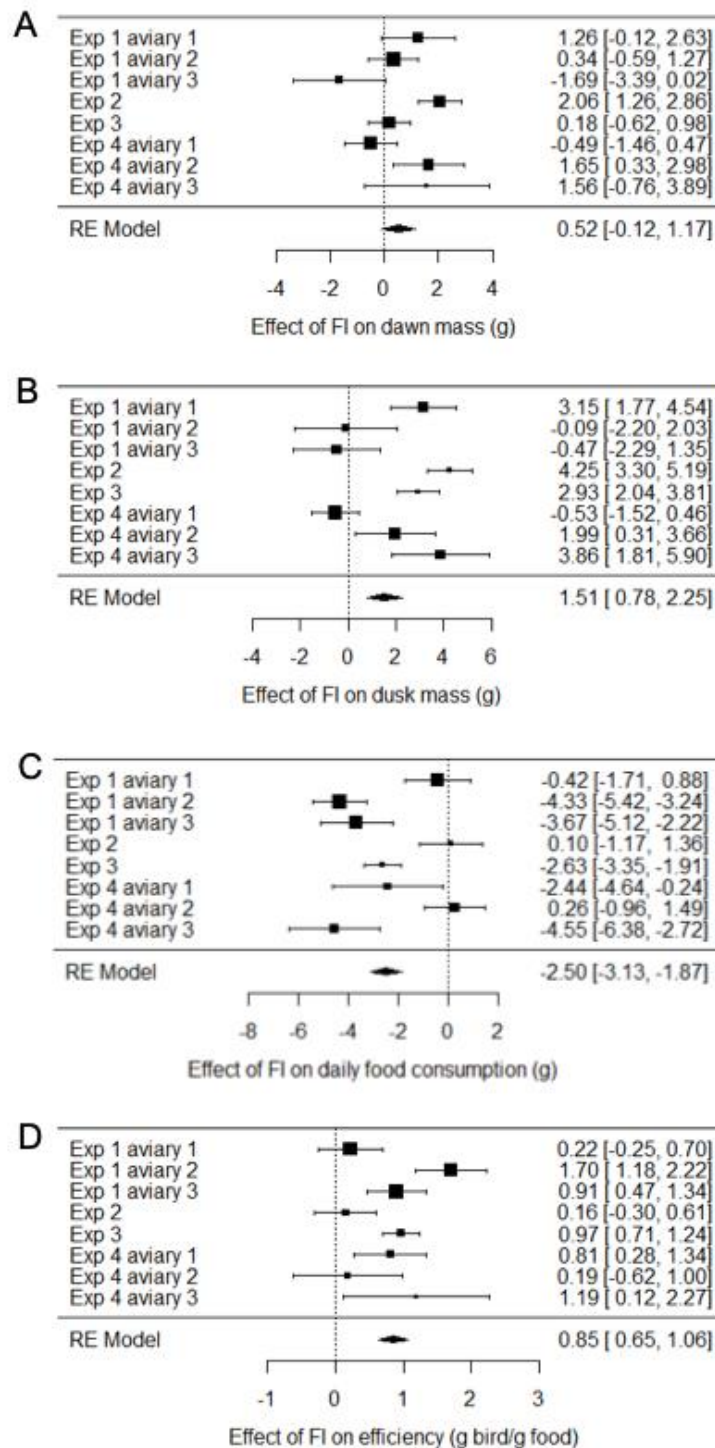 A
Exp 1 aviary 1 1.26 [-0.12, 2.63]
Exp 1 aviary 2 0.34 [-0.59, 1.27]
Exp 1 aviary 3 -1.69 [-3.39, 0.02]
Exp 2 2.06 [ 1.26, 2.86]
Exp 3 0.18 [-0.62, 0.98]
Exp 4 aviary 1 -0.49 [-1.46, 0.47]
Exp 4 aviary 2 1.65 [ 0.33, 2.98]
Exp 4 aviary 3 1.56 [-0.76, 3.89]
RE Model 0.52 [-0.12, 1.17]
-4 -2 0 2 4
Effect of FI on dawn mass (g)
B
Exp 1 aviary 1 3.15 [ 1.77, 4.54]
Exp 1 aviary 2 -0.09 [-2.20, 2.03]
Exp 1 aviary 3 -0.47 [-2.29, 1.35]
Exp 2 4.25 [ 3.30, 5.19]
Exp 3 2.93 [ 2.04, 3.81]
Exp 4 aviary 1 -0.53 [-1.52, 0.46]
Exp 4 aviary 2 1.99 [ 0.31, 3.66]
Exp 4 aviary 3 3.86 [ 1.81, 5.90]
RE Model 1.51 [ 0.78, 2.25]
-4 -2 0 2 4 6
Effect of FI on dusk mass (g)
C
Exp 1 aviary 1 -0.42 [-1.71, 0.88]
Exp 1 aviary 2 -4.33 [-5.42, -3.24]
Exp 1 aviary 3 -3.67 [-5.12, -2.22]
Exp 2 0.10 [-1.17, 1.36]
Exp 3 -2.63 [-3.35, -1.91]
Exp 4 aviary 1 -2.44 [-4.64, -0.24]
Exp 4 aviary 2 0.26 [-0.96, 1.49]
Exp 4 aviary 3 -4.55 [-6.38, -2.72]
RE Model -2.50 [-3.13, -1.87]
-8 -6 -4 -2 0 2
Effect of FI on daily food consumption (g)
D
Exp 1 aviary 1 0.22 [-0.25, 0.70]
Exp 1 aviary 2 1.70 [ 1.18, 2.22]
Exp 1 aviary 3 0.91 [ 0.47, 1.34]
Exp 2 0.16 [-0.30, 0.61]
Exp 3 0.97 [ 0.71, 1.24]
Exp 4 aviary 1 0.81 [ 0.28, 1.34]
Exp 4 aviary 2 0.19 [-0.62, 1.00]
Exp 4 aviary 3 1.19 [ 0.12, 2.27]
RE Model 0.85 [ 0.65, 1.06]
-1 0 1 2 3
Effect of FI on efficiency (g bird/g food)